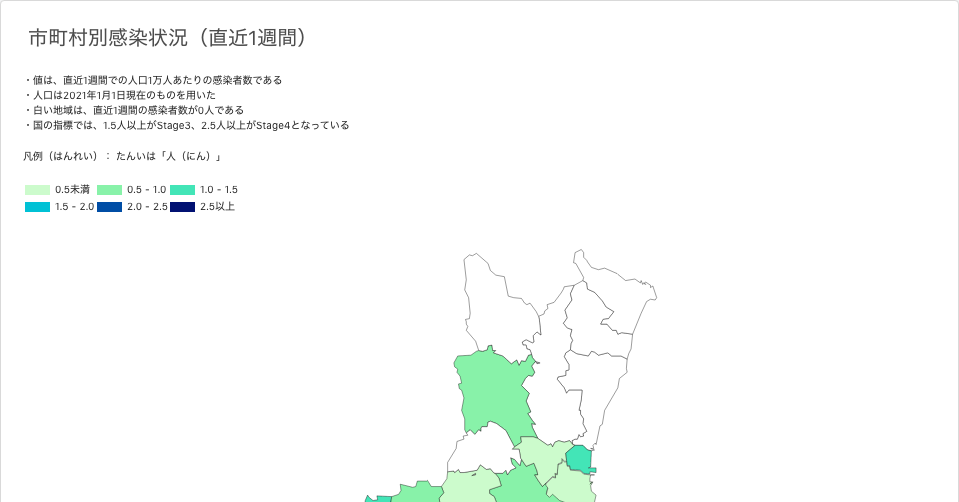 市町村別感染状況（直近1週間）
・値は、直近1週間での人口1万人あたりの感染者数である
・人口は2021年1月1日現在のものを用いた
・白い地域は、直近1週間の感染者数が0人である
・国の指標では、1.5人以上がStage3、2.5人以上がStage4となっている
凡例（はんれい）： たんいは「人（にん）」
0.5未満 0.5 - 1.0 1.0 - 1.5
1.5 - 2.0 2.0 - 2.5 2.5以上